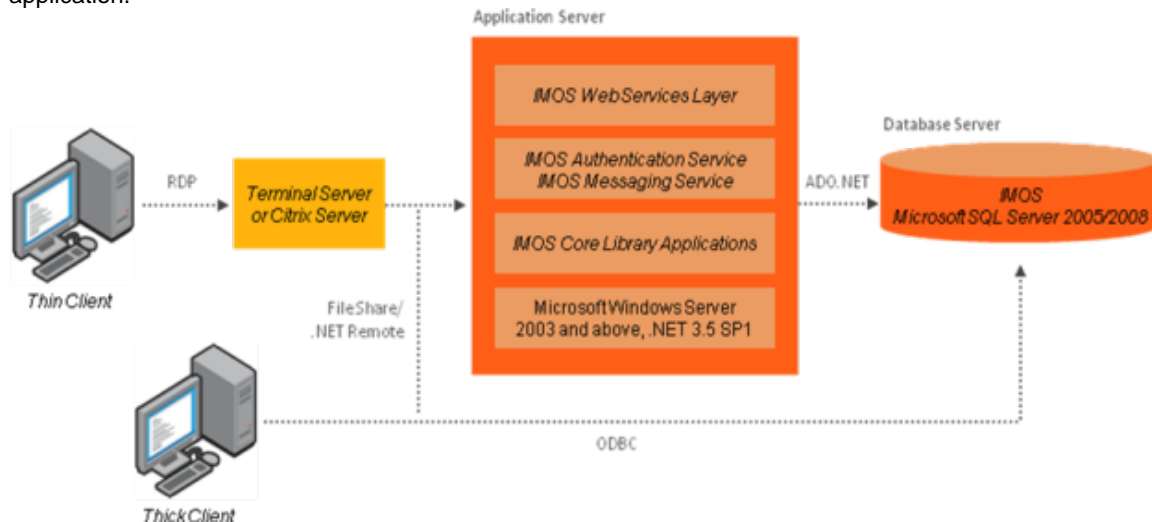 application.
Application Server
IMOS WebServices Layer
IMOS Authentication Service
IMOS Messaging Service
IMOS Core Library Applications
Microsoft Windows Server
2003 and above, .NET 3.5 SP1
Database Server
ADO.NET
IMOS
Microsoft SQL Server 2005/2008
RDP
Terminal Server
or Citrix Server
Thin Client
FileShare/
.NET Remote
ODBC
Thick Client